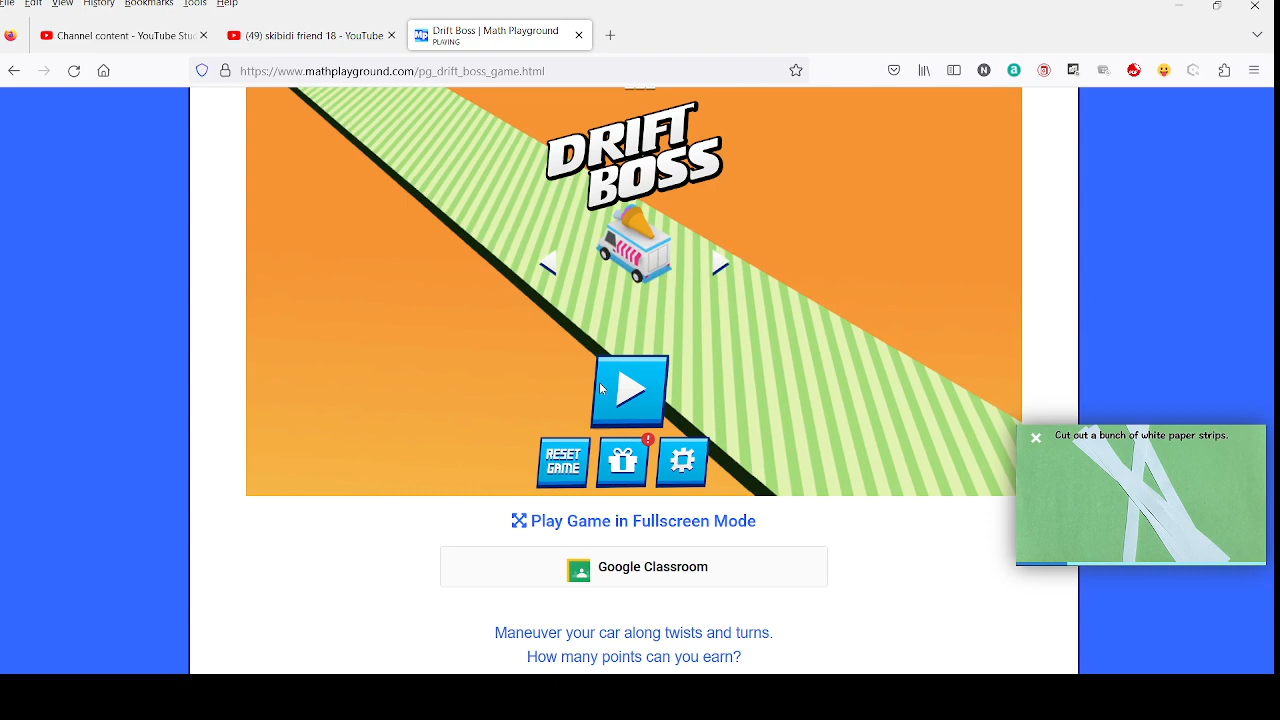 File Edit View History Bookmarks Tools Help
Channel content - YouTube Stu
(49) skibidi friend 18 - YouTube
Mp Drift Boss | Math Playground
PLAYING
https://www.mathplayground.com/pg_drift_boss_game.html
DRIFT
BOSS
RESET
GAME
Cut out a bunch of white paper strips.
Play Game in Fullscreen Mode
Google Classroom
Maneuver your car along twists and turns.
How many points can you earn?